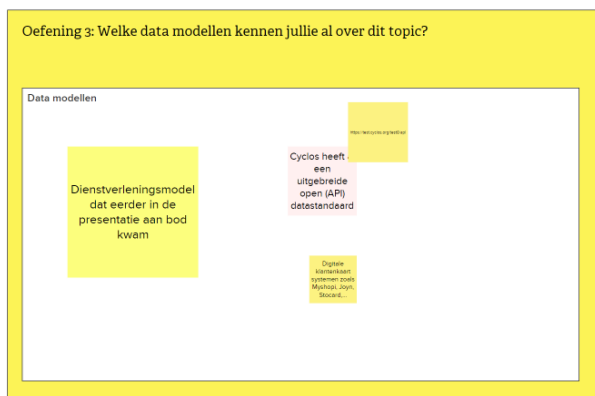 Oefening 3: Welke data modellen kennen jullie al over dit topic?
Data modellen
Dienstverleningsmodel
dat eerder in de
presentatie aan bod
kwam
Cyclos heeft
een
uitgebreide
open (API)
datastandaard
Digitale
klantenkaart
systemen zoals
Myshopi, Joyn,
Stocard,...